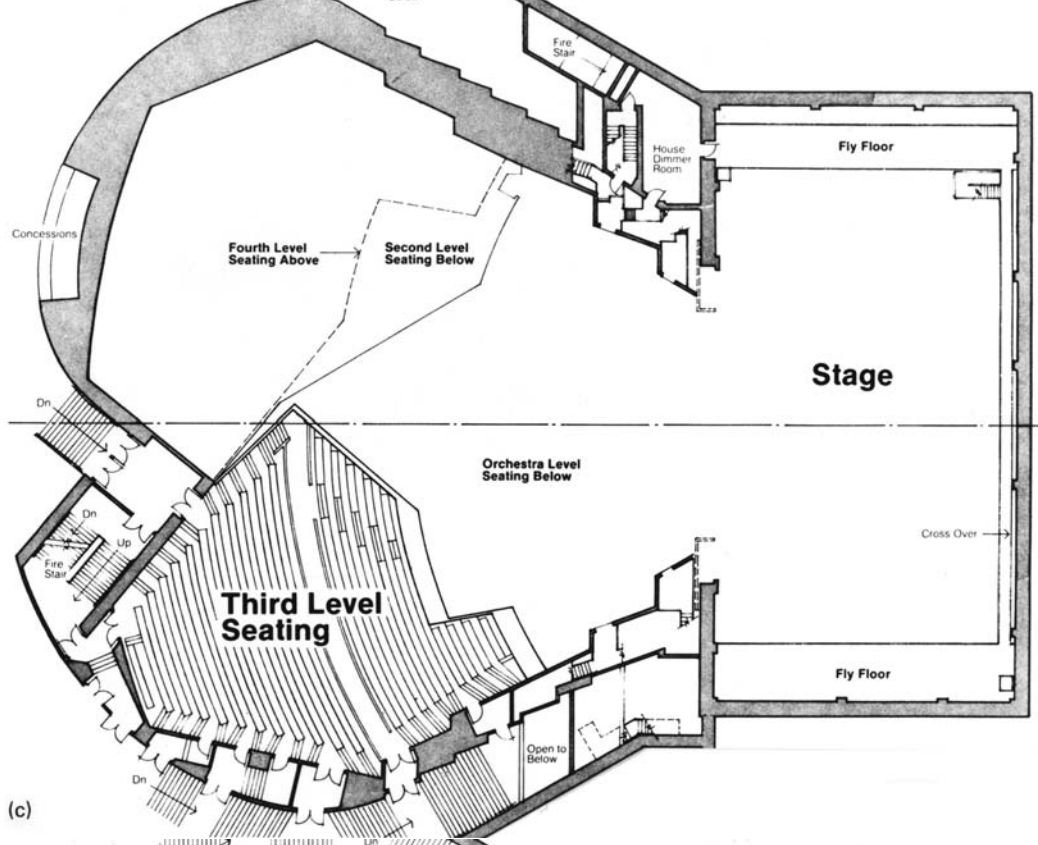 Fire
Stair
Fly Floor
House
Dimmer
Room
Concessions
Fourth Level
Seating Above
Second Level
Seating Below
Stage
Dn
Orchestra Level
Seating Below
Dn
Up
Cross Over
Fire
Stair
Third Level
Seating
Fly Floor
Open to
Below
Dn
(c)
Dn